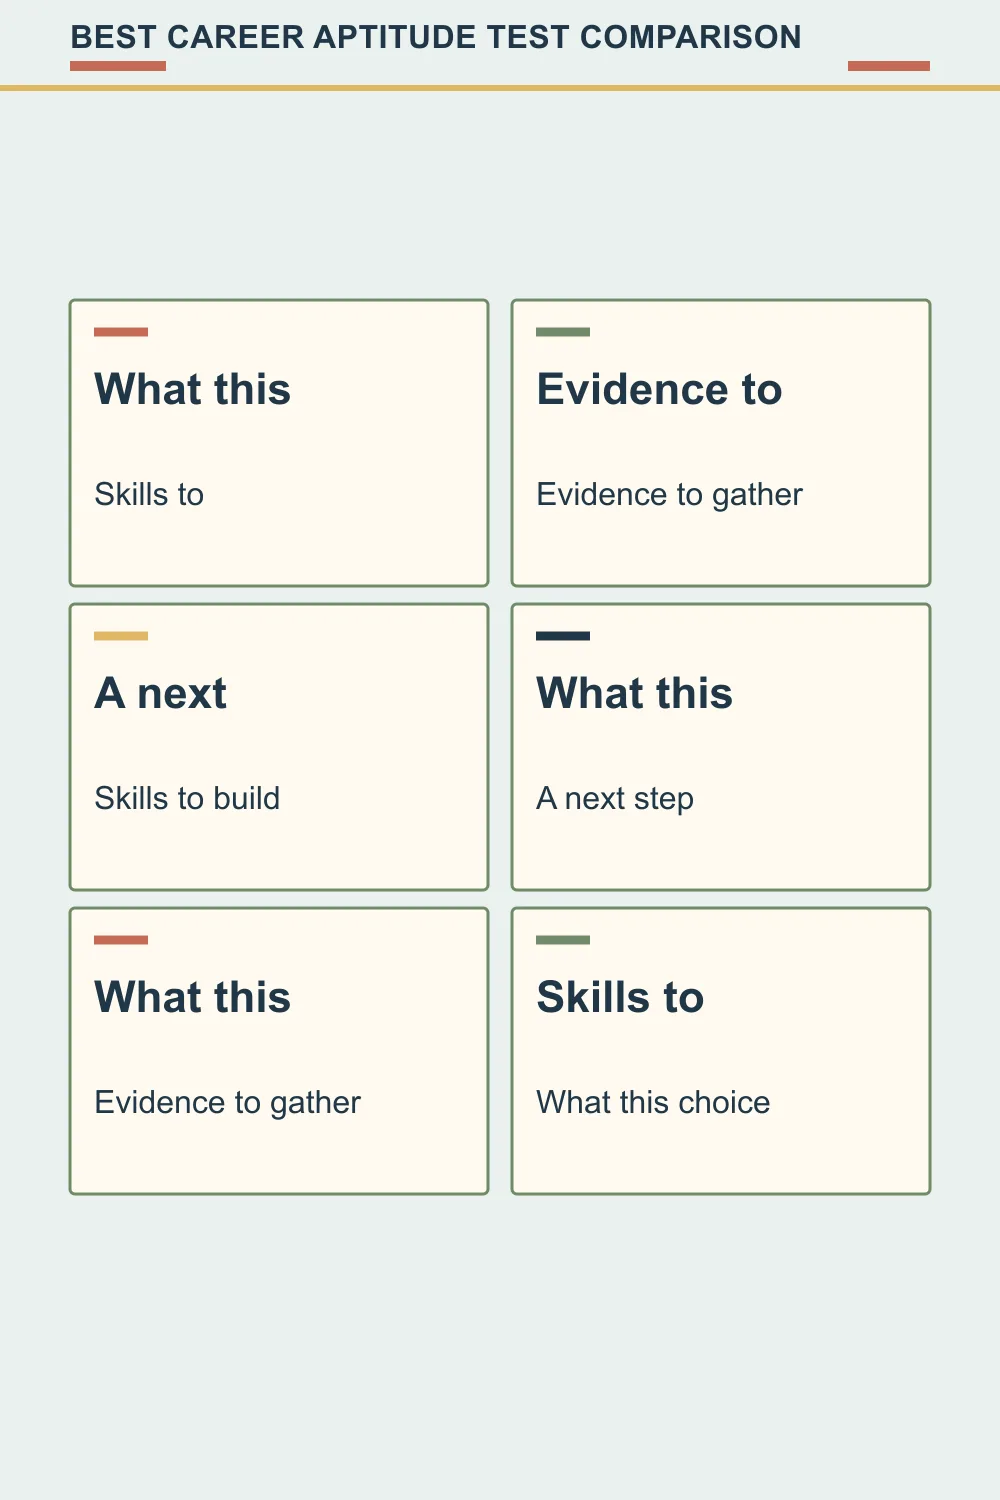 BEST CAREER APTITUDE TEST COMPARISON
What this
Skills to
Evidence to
Evidence to gather
A next
Skills to build
What this
A next step
What this
Evidence to gather
Skills to
What this choice